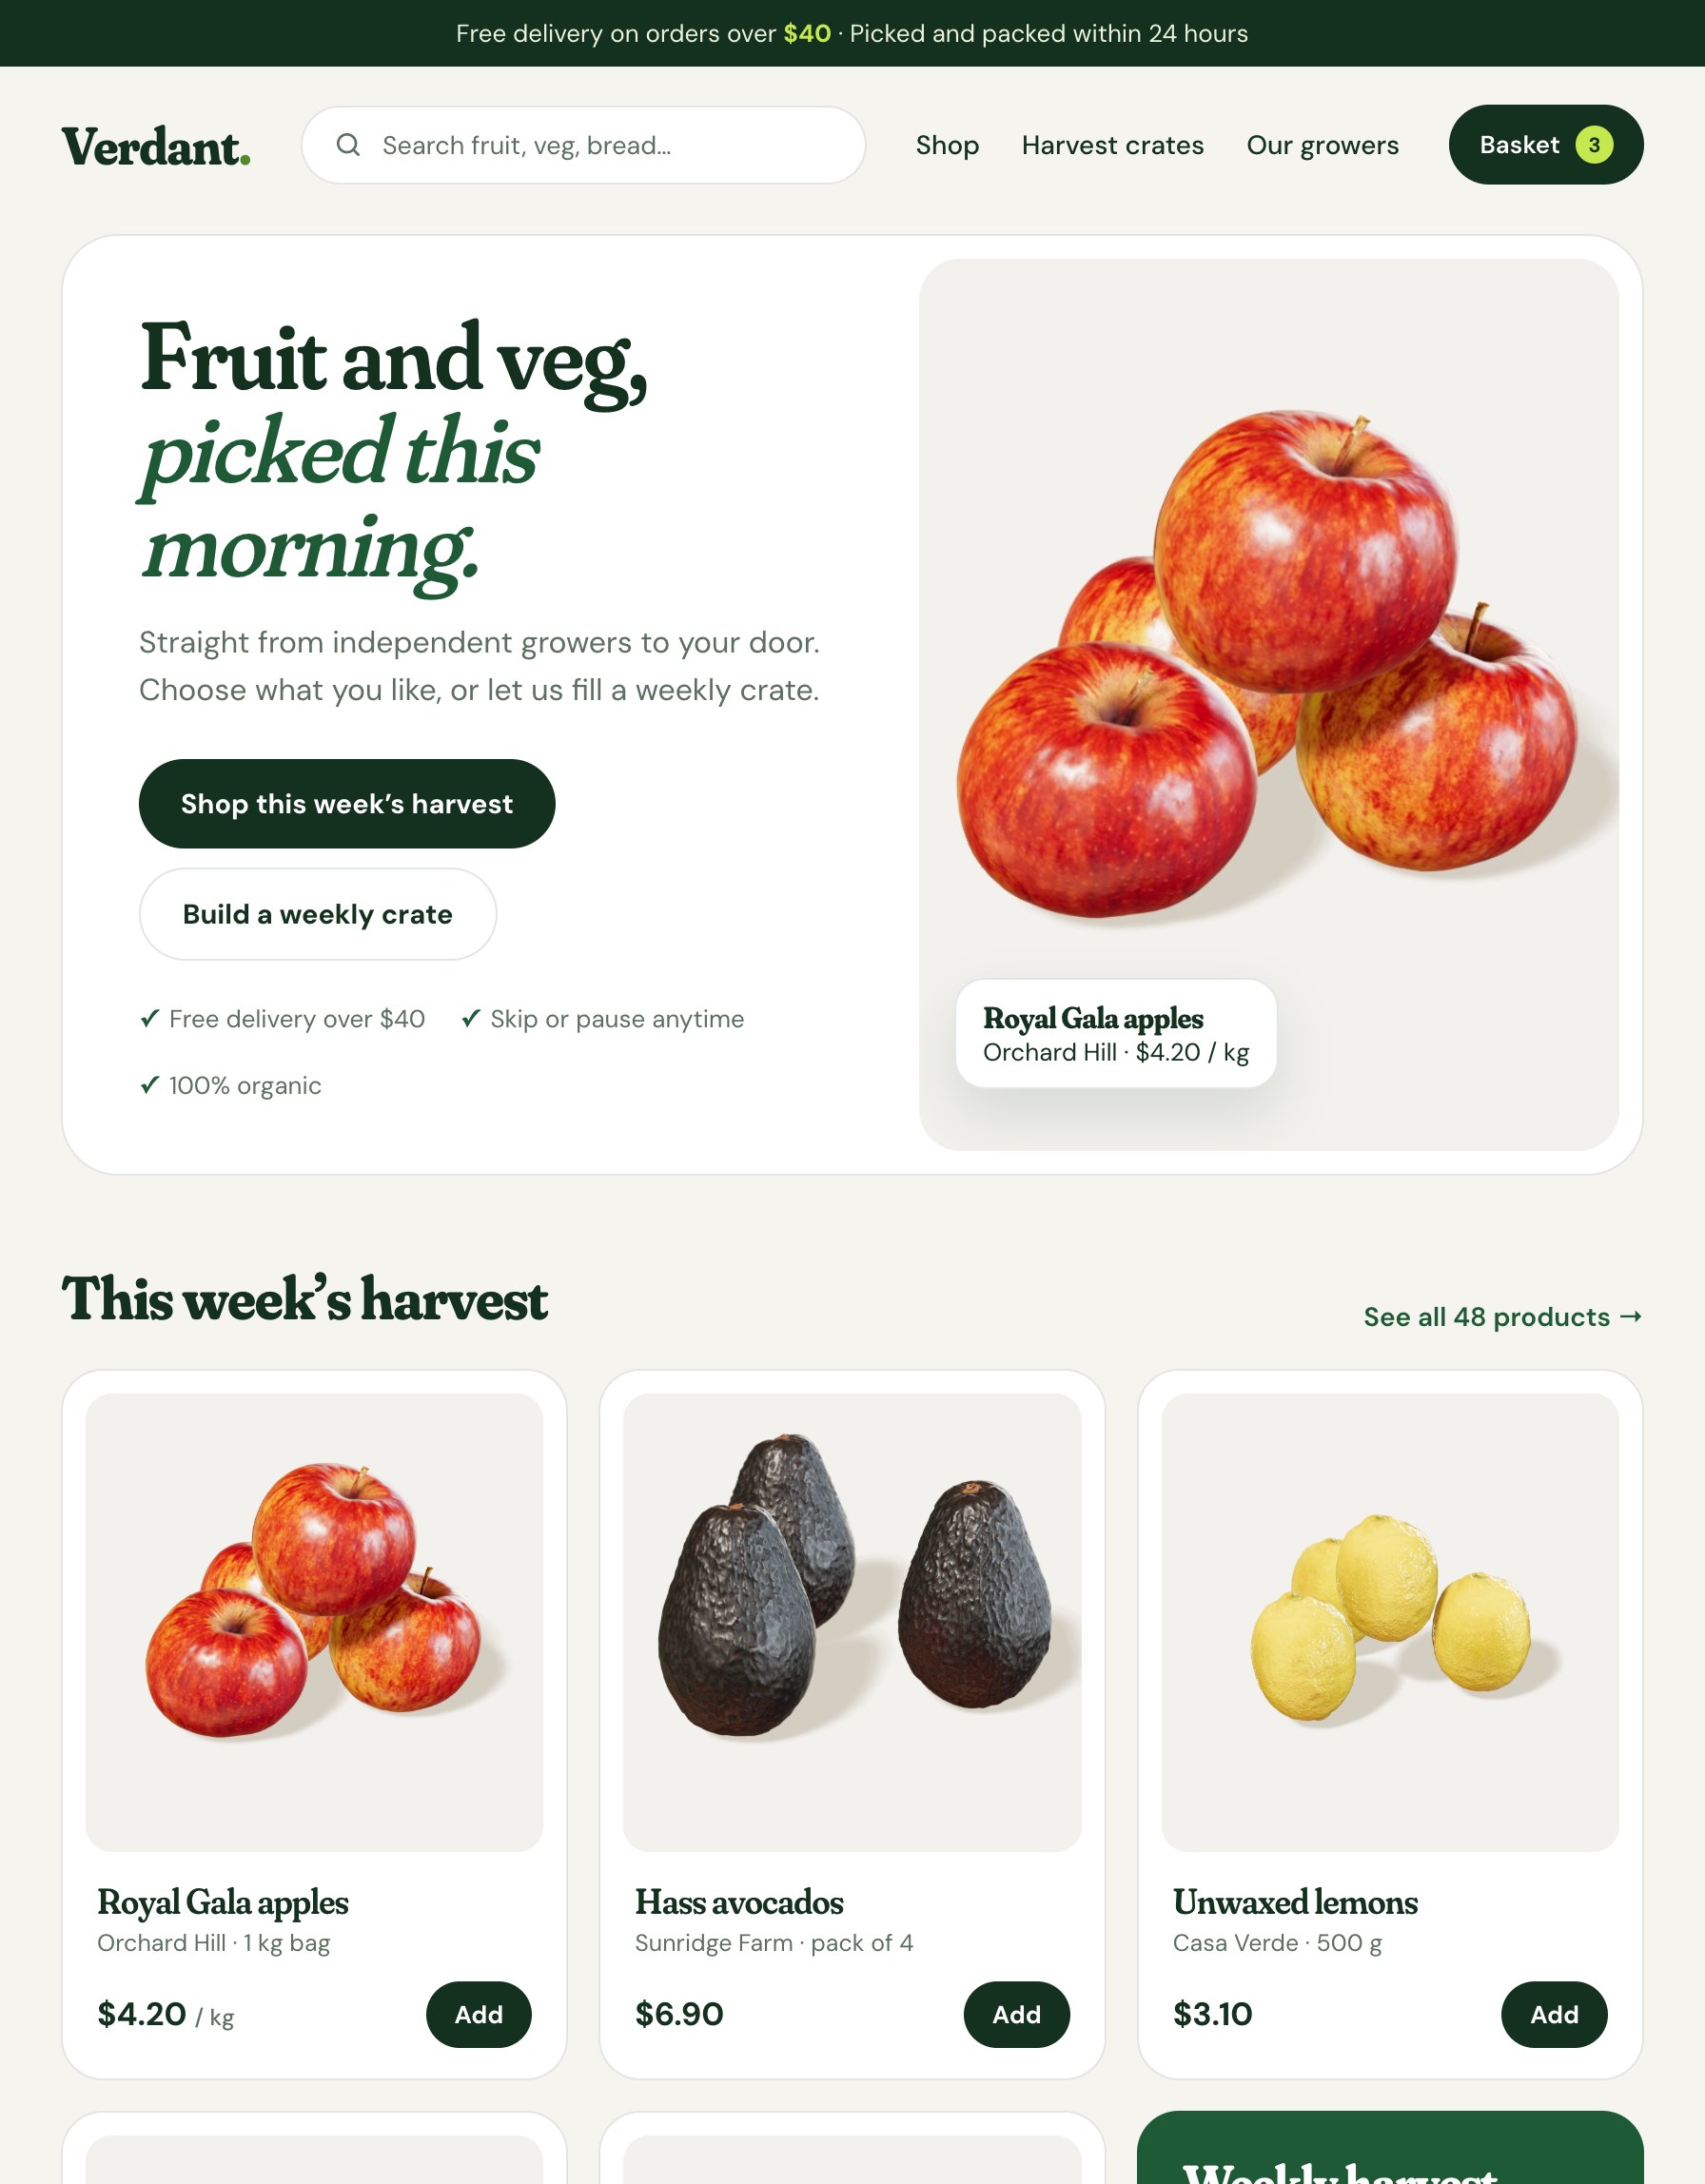 Free delivery on orders over $40 · Picked and packed within 24 hours
Verdant.
Search fruit, veg, bread...
Shop
Harvest crates
Our growers
Basket 3
Fruit and veg,
picked this
morning.
Straight from independent growers to your door.
Choose what you like, or let us fill a weekly crate.
Shop this week’s harvest
Build a weekly crate
✓ Free delivery over $40
✓ Skip or pause anytime
✓ 100% organic
Royal Gala apples
Orchard Hill · $4.20 / kg
This week’s harvest
See all 48 products →
Royal Gala apples
Orchard Hill · 1 kg bag
$4.20 / kg
Add
Hass avocados
Sunridge Farm · pack of 4
$6.90
Add
Unwaxed lemons
Casa Verde · 500 g
$3.10
Add
Weekly harvest